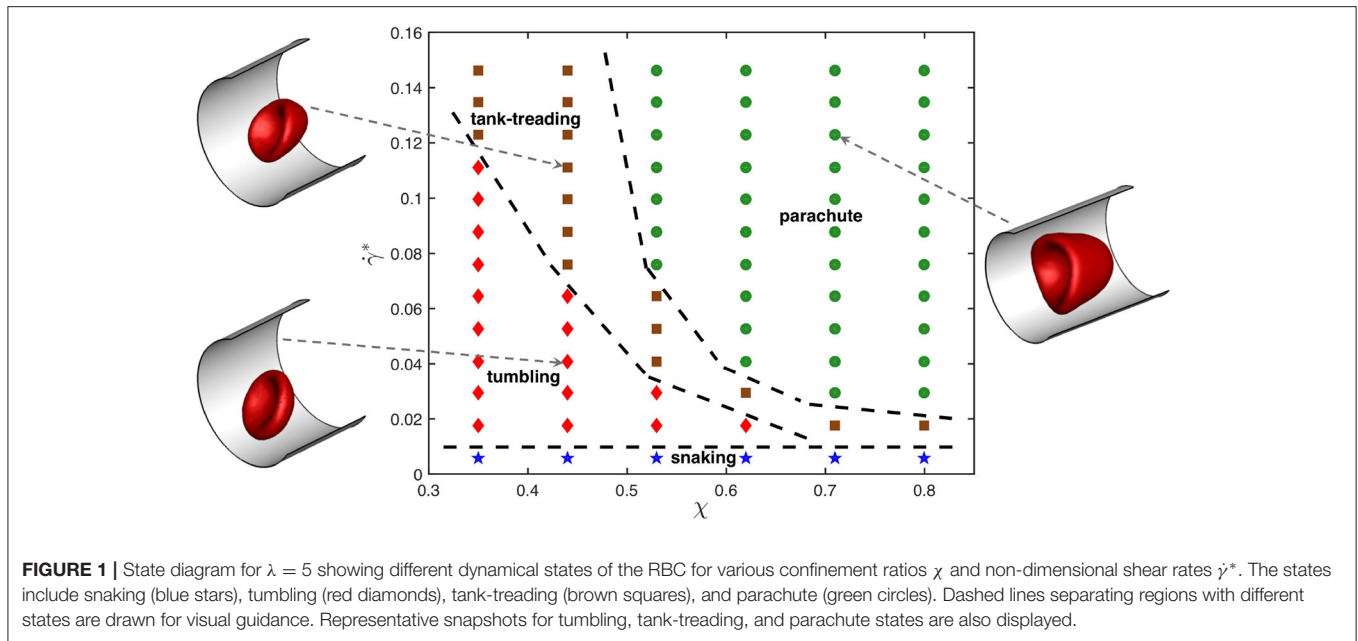 0.16
0.14
0.12
0.1
0.08
0.06
0.04
0.02
0
γ̇*
tank-treading
parachute
tumbling
snaking
0.3 0.4 0.5 0.6 0.7 0.8
χ
FIGURE 1 | State diagram for λ = 5 showing different dynamical states of the RBC for various confinement ratios χ and non-dimensional shear rates γ̇*. The states
include snaking (blue stars), tumbling (red diamonds), tank-treading (brown squares), and parachute (green circles). Dashed lines separating regions with different
states are drawn for visual guidance. Representative snapshots for tumbling, tank-treading, and parachute states are also displayed.